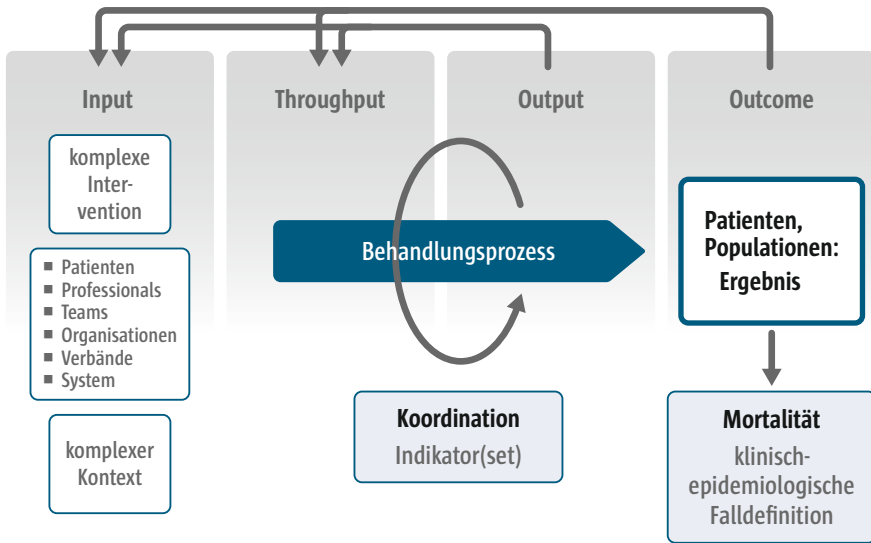 Input
Throughput
Output
Outcome
komplexe
Inter-
vention
Patienten
Professionals
Teams
Organisationen
Verbände
System
komplexer
Kontext
Behandlungsprozess
Koordination
Indikator(set)
Patienten,
Populationen:
Ergebnis
Mortalität
klinisch-
epidemiologische
Falldefinition